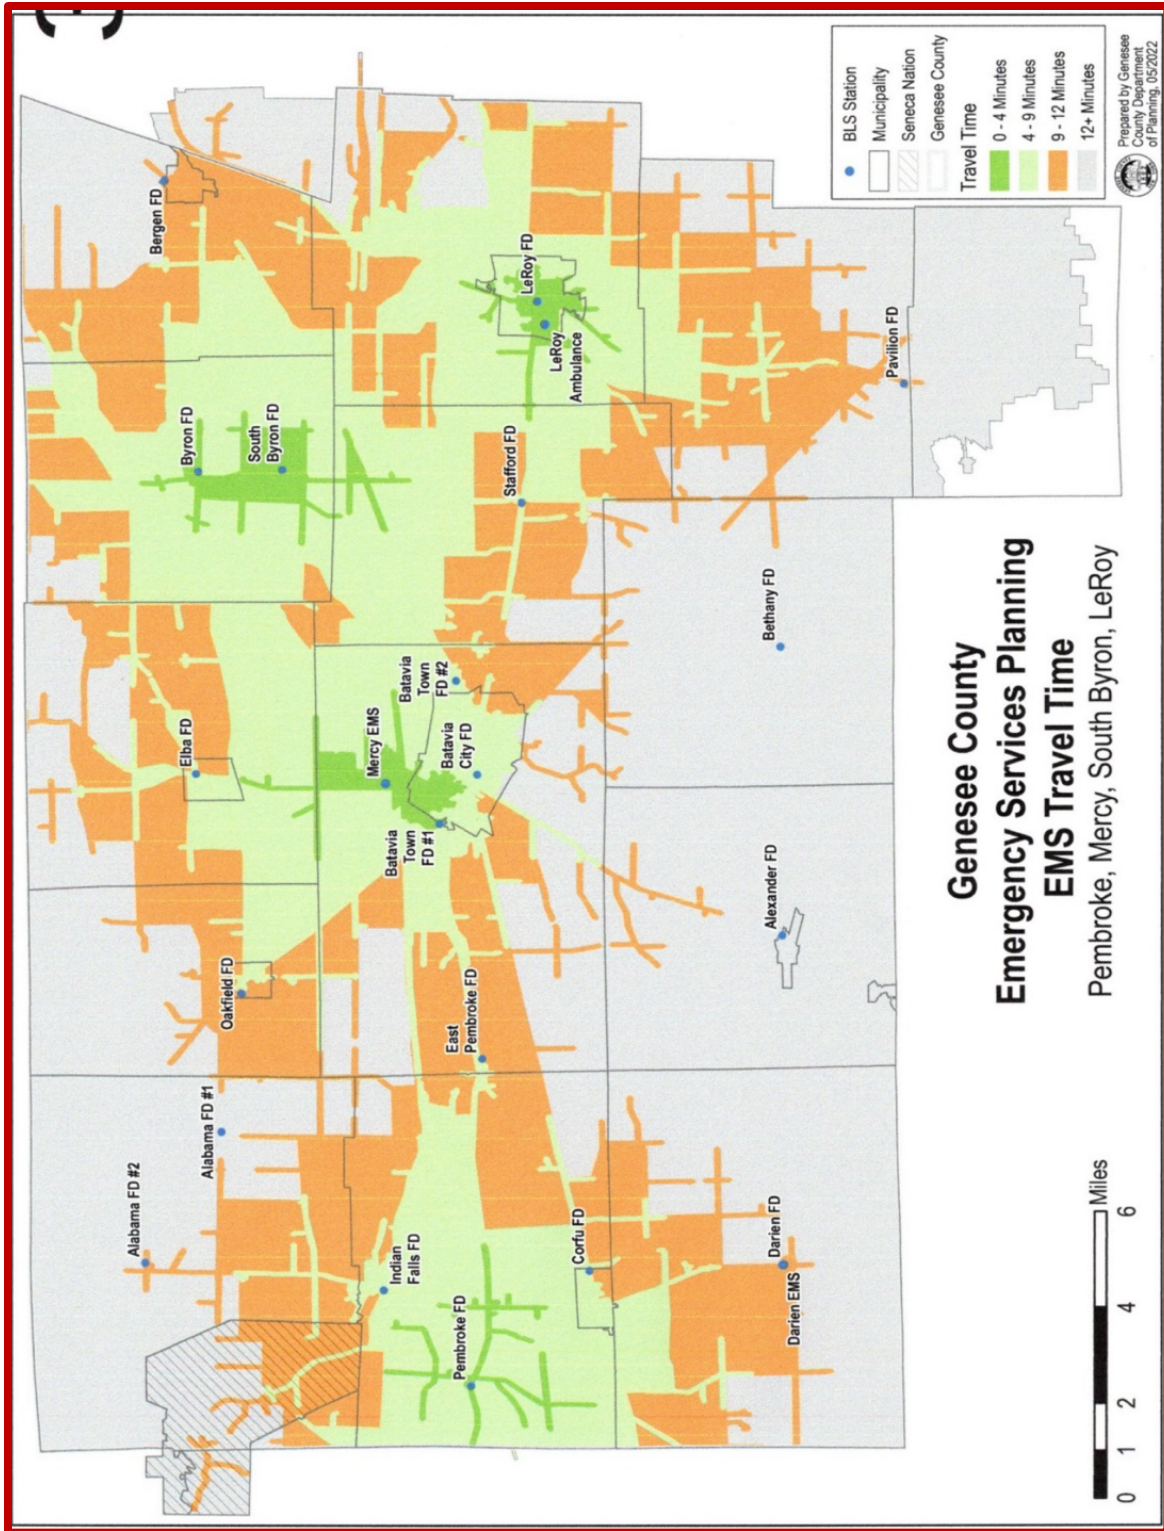 Alabama FD #2
Alabama FD #1
Oakfield FD
Elba FD
Byron FD
South
Byron FD
Bergen FD
Indian
Falls FD
Pembroke FD
East
Pembroke FD
Corfu FD
Darien FD
Darien EMS
Alexander FD
Bethany FD
Batavia
Town
FD #1
Mercy EMS
Batavia
City FD
Batavia
Town
FD #2
Stafford FD
LeRoy FD
LeRoy
Ambulance
Pavilion FD
BLS Station
Municipality
Seneca Nation
Genesee County
Travel Time
0 - 4 Minutes
4 - 9 Minutes
9 - 12 Minutes
12+ Minutes
Prepared by Genesee
County Department
of Planning, 05/2022
Genesee County
Emergency Services Planning
EMS Travel Time
Pembroke, Mercy, South Byron, LeRoy
Miles
0 1 2 4 6